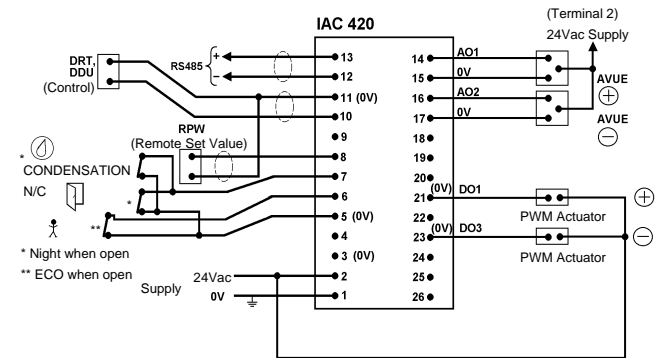 IAC 420
(Terminal 2)
24Vac Supply
DRT,
DDU
(Control)
RS485
+
−
13
12
11 (0V)
10
9
8
7
6
5 (0V)
4
3 (0V)
2
1
RPW
(Remote Set Value)
*
CONDENSATION
N/C
*
**
* Night when open
** ECO when open
Supply
24Vac
0V
14
AO1
15
0V
AVUE
+
16
AO2
17
0V
AVUE
−
18
19
20
21
(0V)
DO1
PWM Actuator
+
22
23
(0V)
DO3
PWM Actuator
−
24
25
26